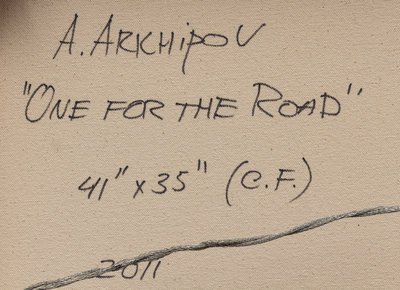 A. ARKHIPOV
"ONE FOR THE ROAD"
41" x 35" (C.F.)
2011